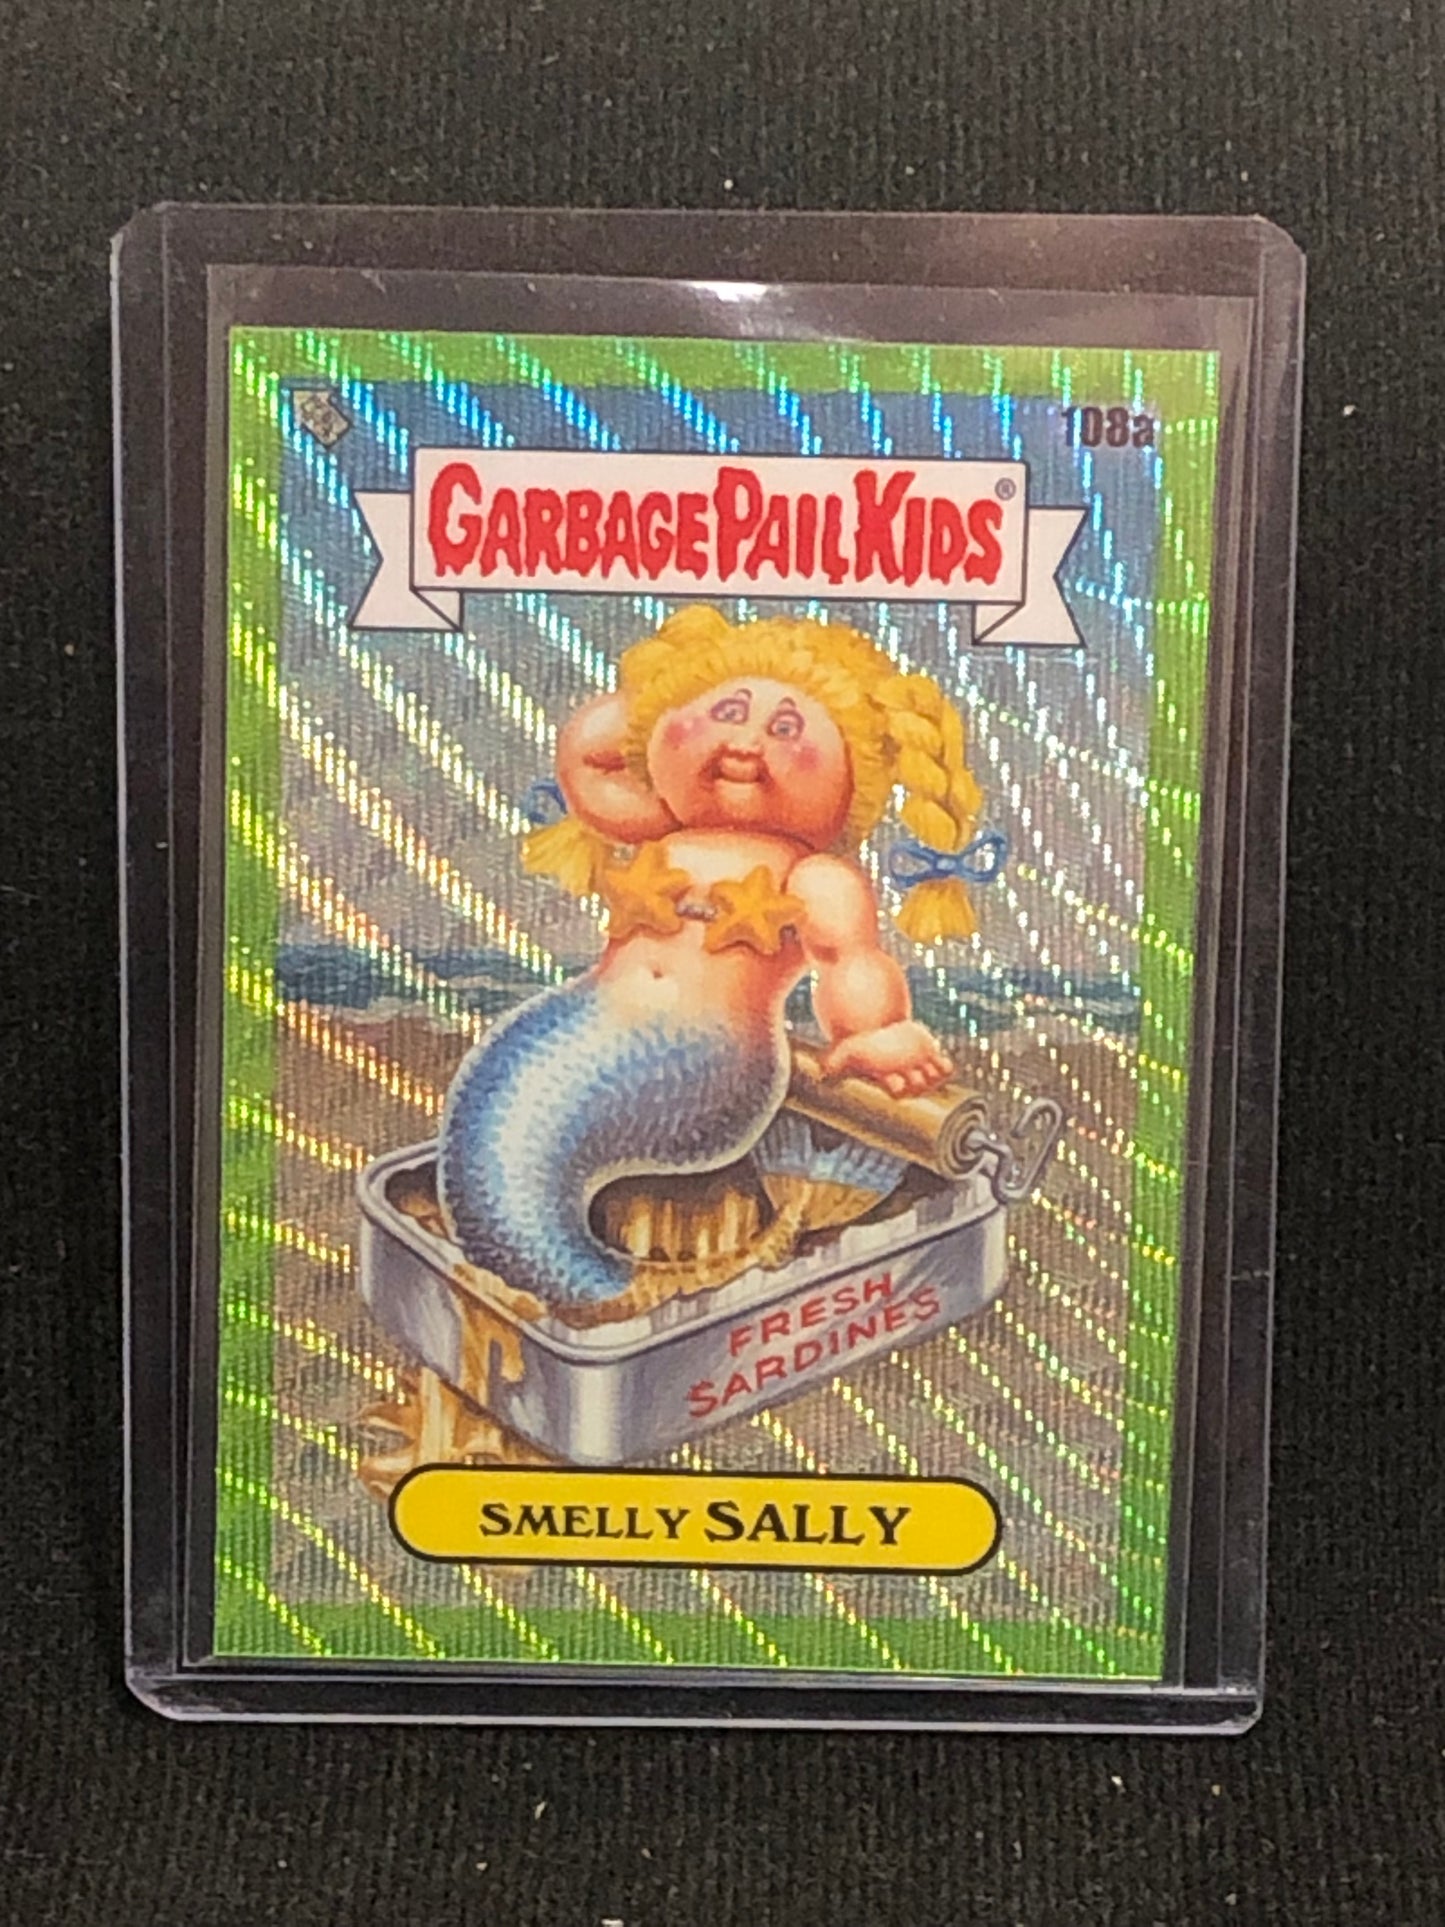 108a
GARBAGE PAIL KIDS®
FRESH
SARDINES
SMELLY SALLY